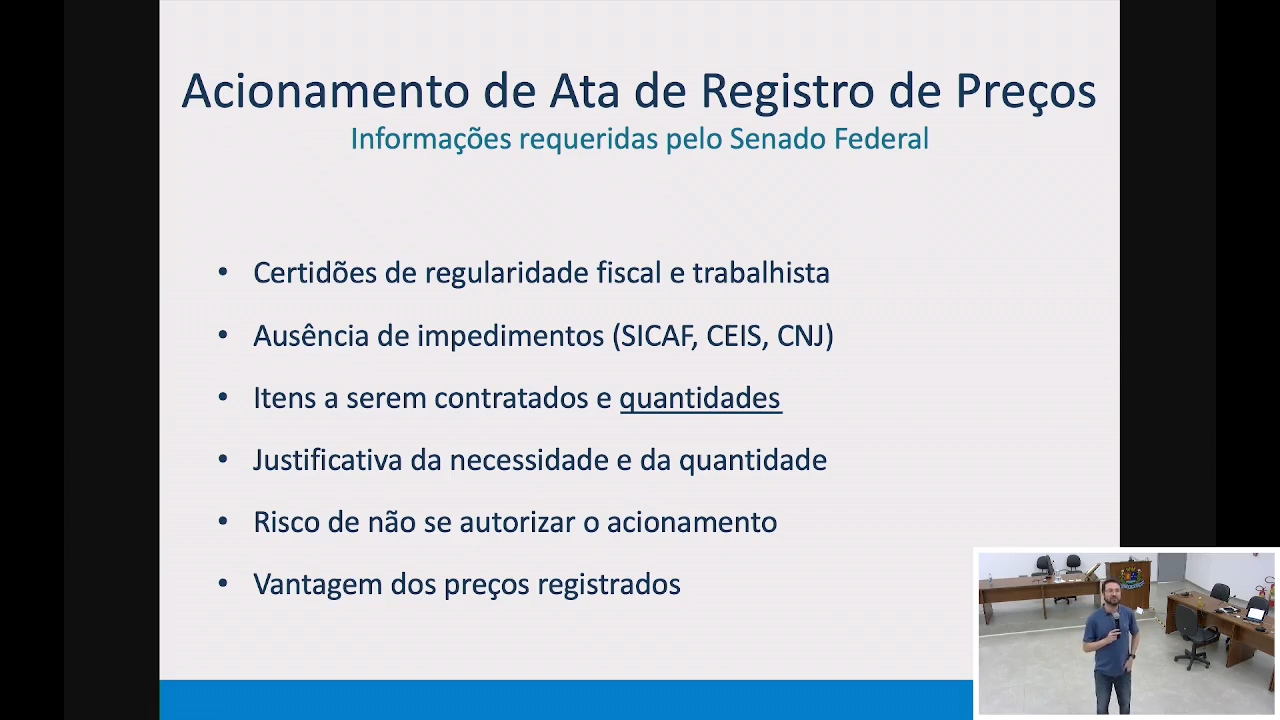 Acionamento de Ata de Registro de Preços
Informações requeridas pelo Senado Federal
• Certidões de regularidade fiscal e trabalhista
• Ausência de impedimentos (SICAF, CEIS, CNJ)
• Itens a serem contratados e quantidades
• Justificativa da necessidade e da quantidade
• Risco de não se autorizar o acionamento
• Vantagem dos preços registrados